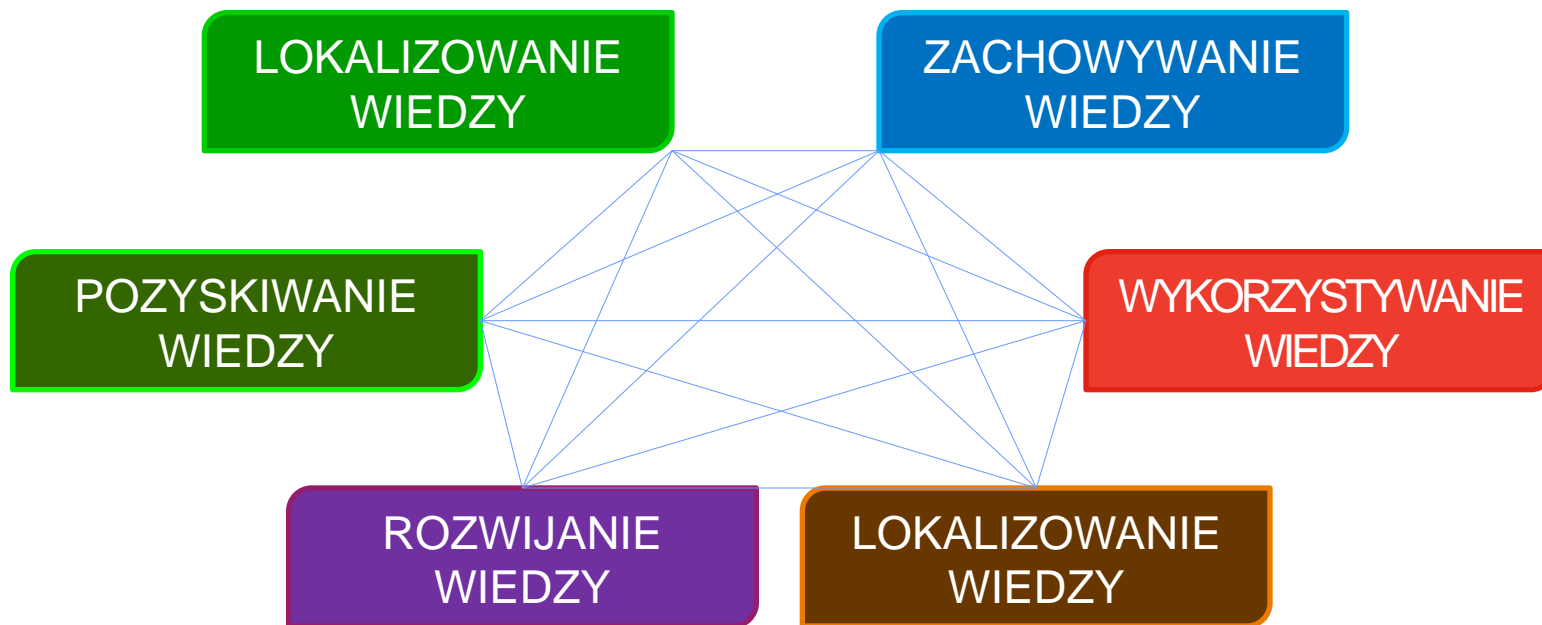 LOKALIZOWANIE
WIEDZY
ZACHOWYWANIE
WIEDZY
POZYSKIWANIE
WIEDZY
WYKORZYSTYWANIE
WIEDZY
ROZWIJANIE
WIEDZY
LOKALIZOWANIE
WIEDZY